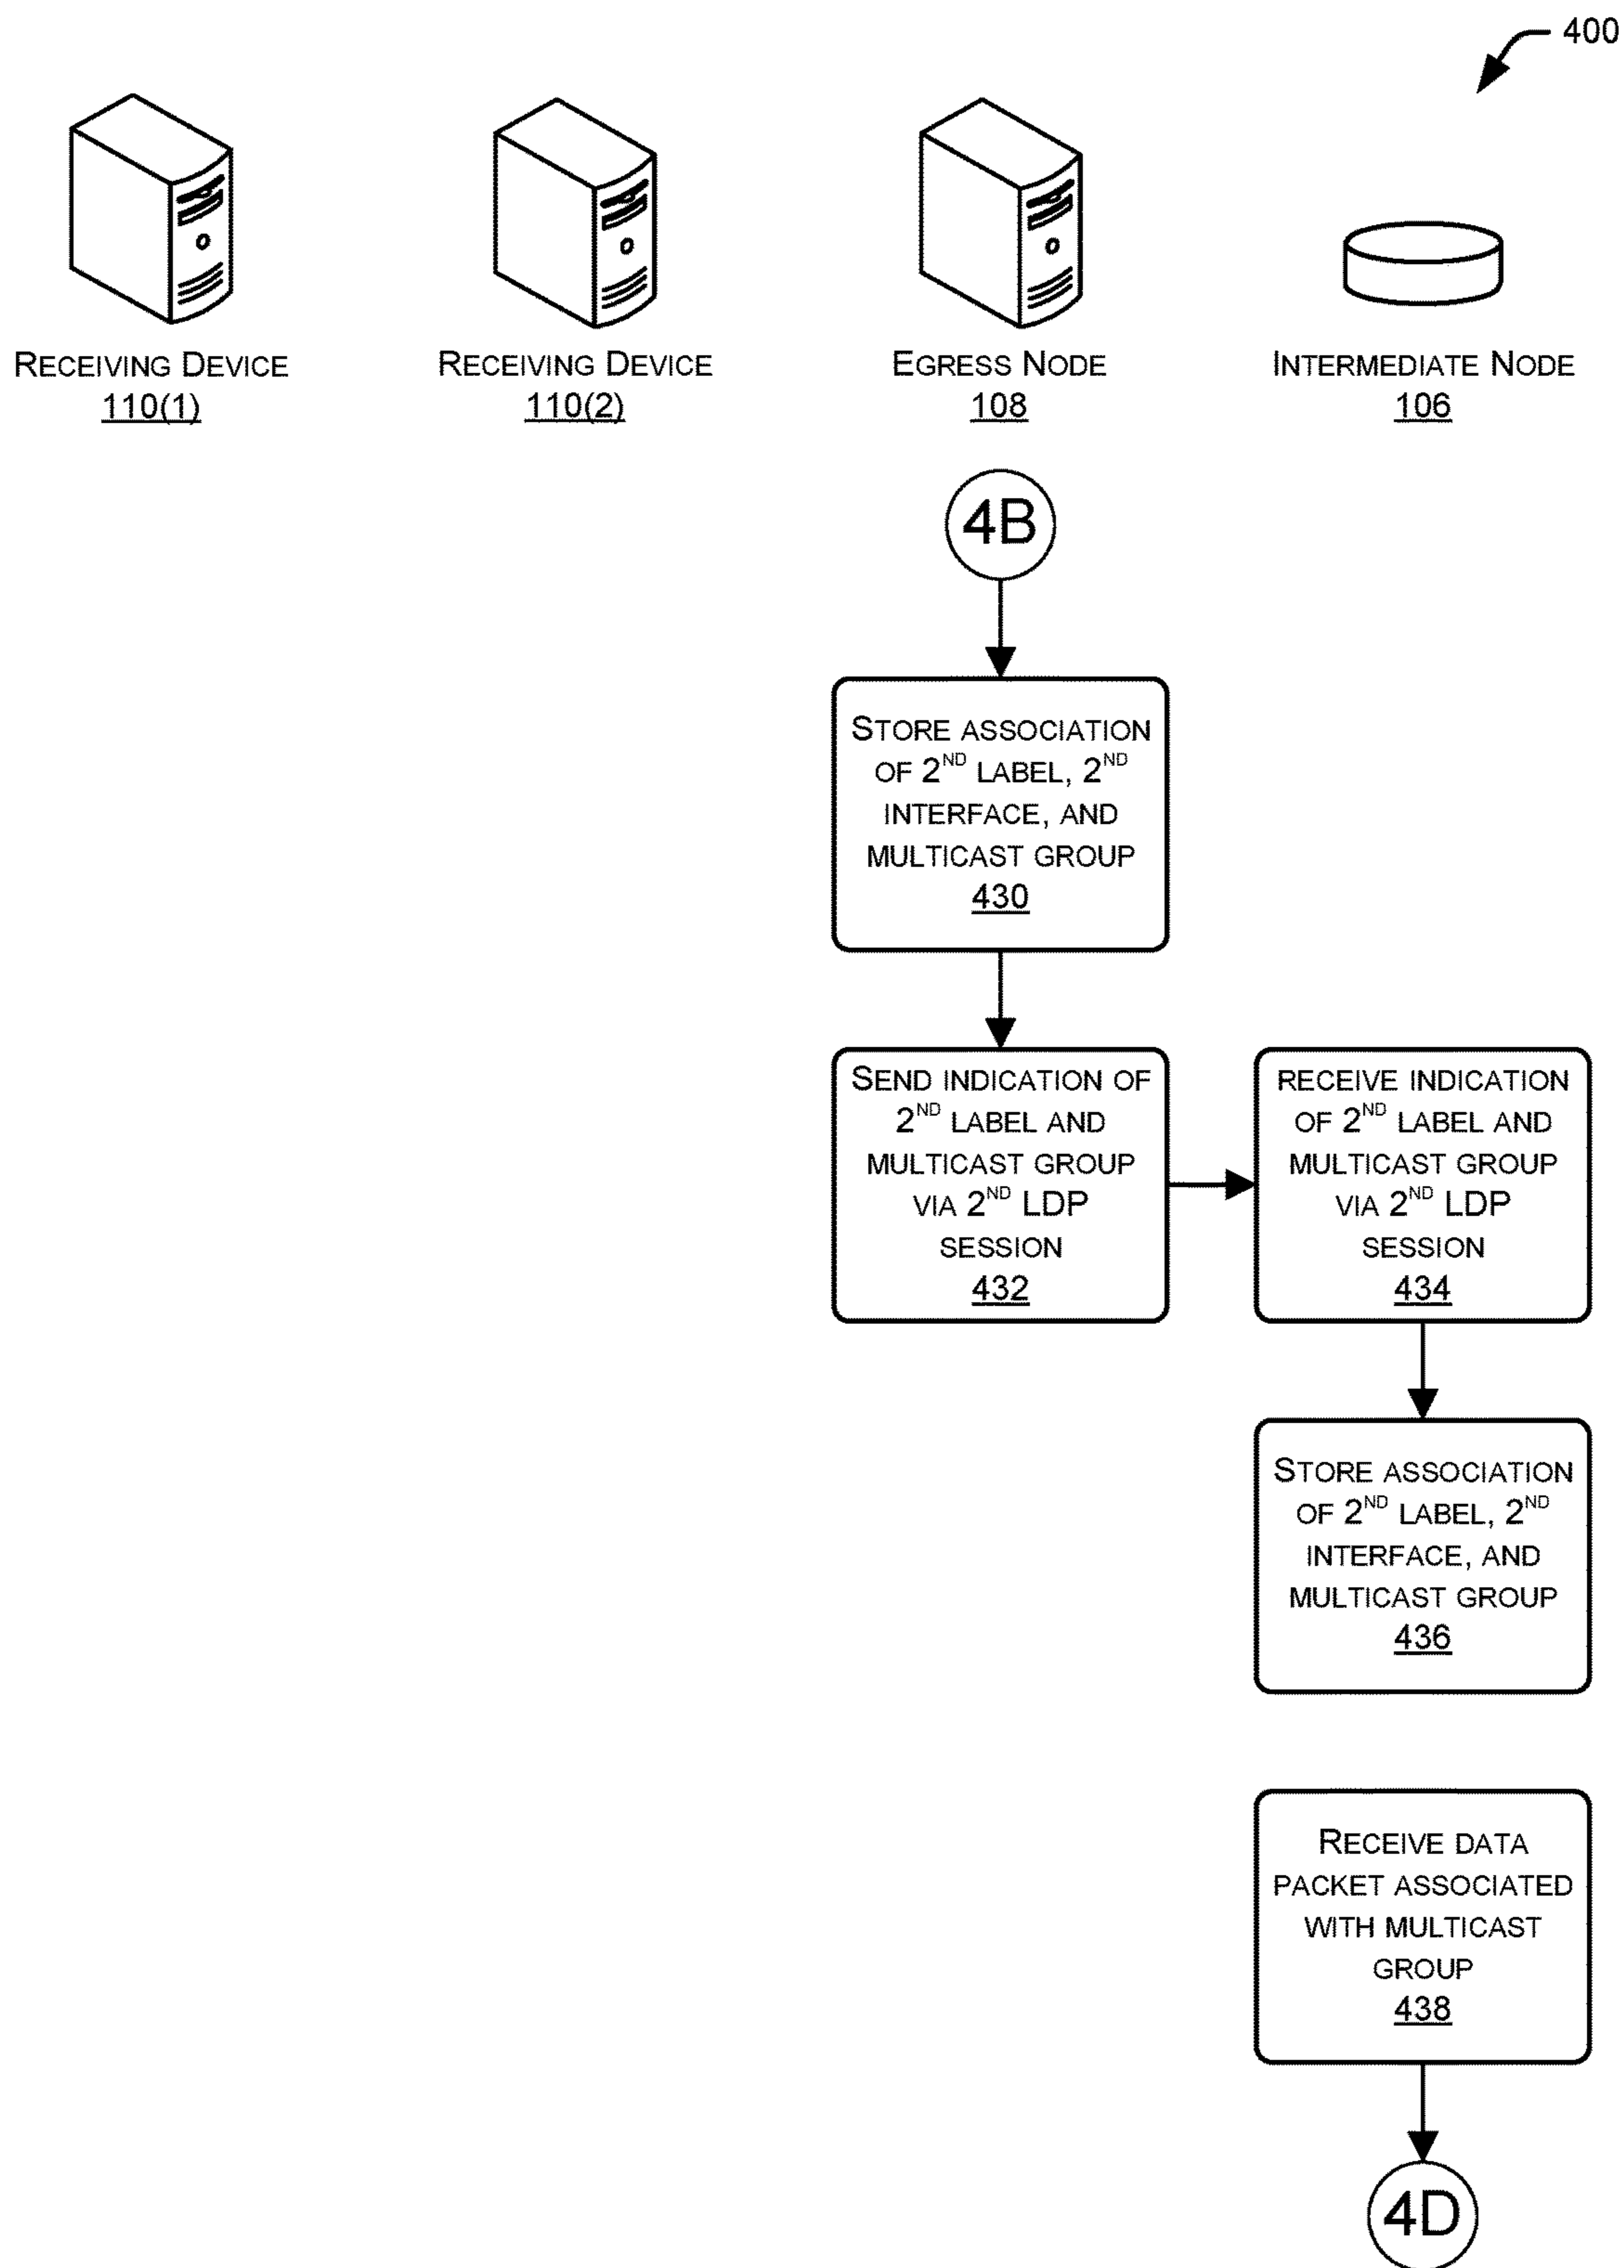 400
RECEIVING DEVICE
110(1)
RECEIVING DEVICE
110(2)
EGRESS NODE
108
INTERMEDIATE NODE
106
4B
STORE ASSOCIATION
OF 2ND LABEL, 2ND
INTERFACE, AND
MULTICAST GROUP
430
SEND INDICATION OF
2ND LABEL AND
MULTICAST GROUP
VIA 2ND LDP
SESSION
432
RECEIVE INDICATION
OF 2ND LABEL AND
MULTICAST GROUP
VIA 2ND LDP
SESSION
434
STORE ASSOCIATION
OF 2ND LABEL, 2ND
INTERFACE, AND
MULTICAST GROUP
436
RECEIVE DATA
PACKET ASSOCIATED
WITH MULTICAST
GROUP
438
4D